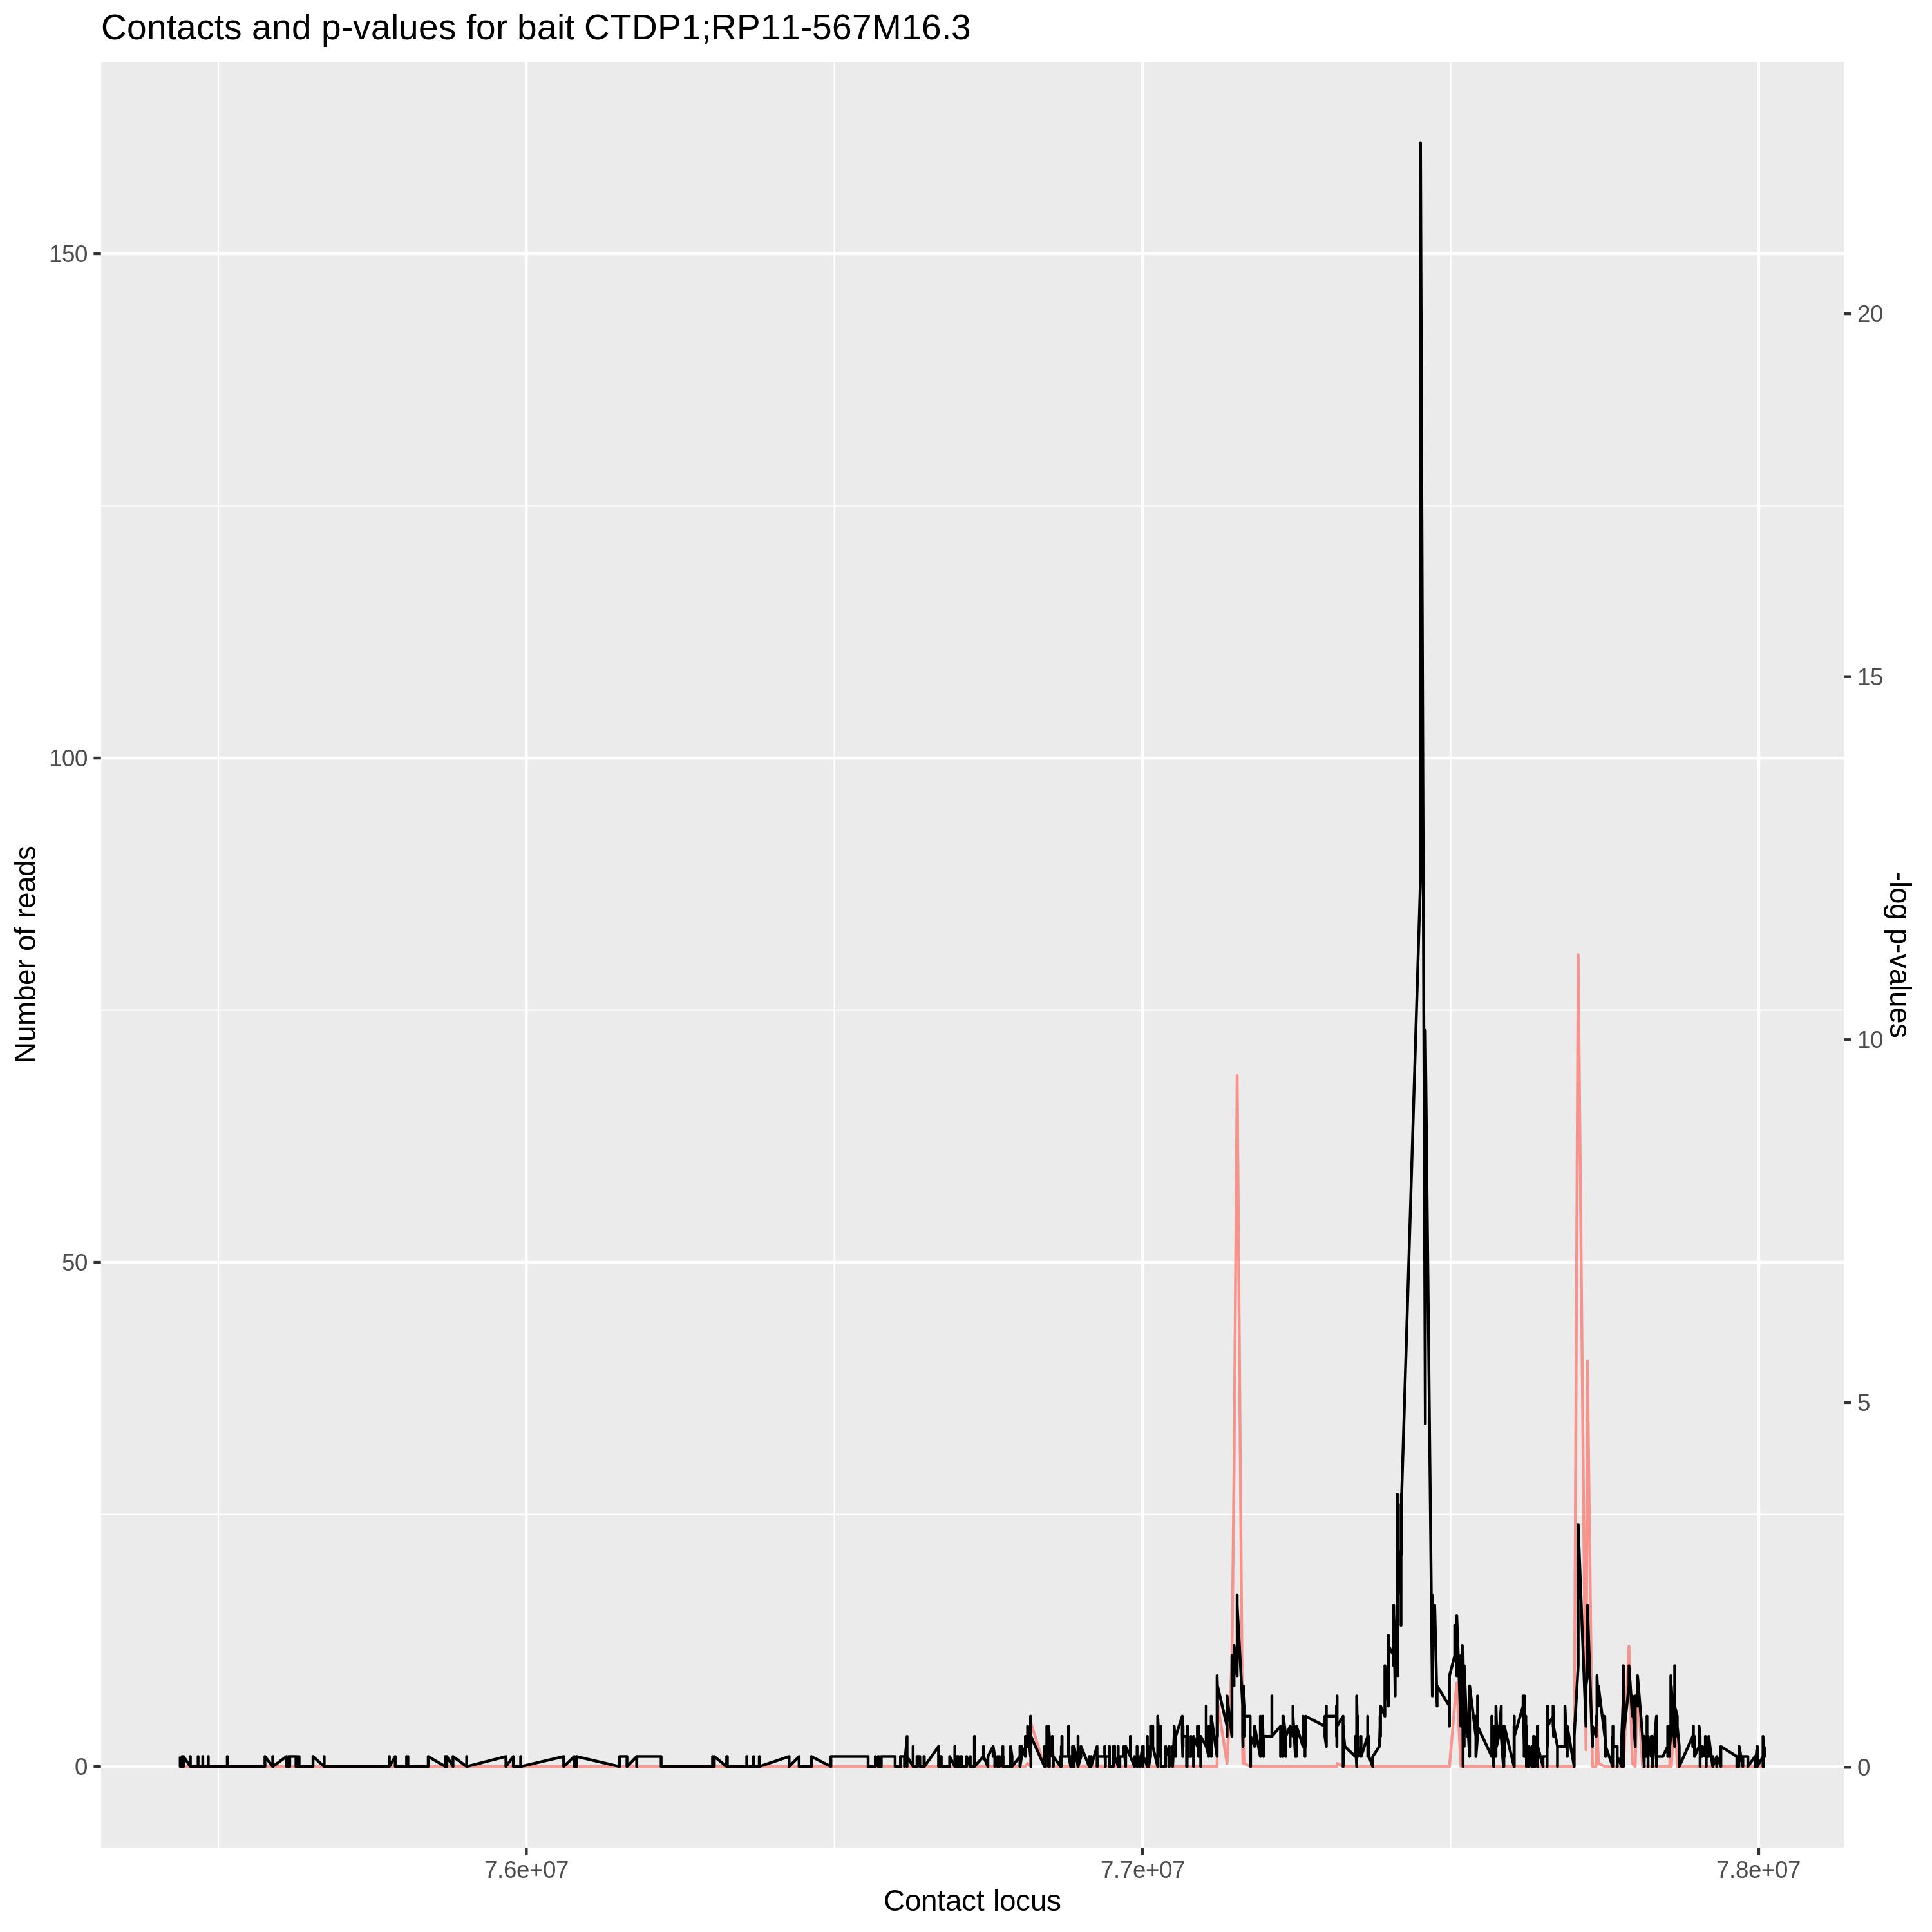 Contacts and p-values for bait CTDP1;RP11-567M16.3
150
100
50
0
Number of reads
20
15
10
5
0
-log p-values
7.6e+07
7.7e+07
7.8e+07
Contact locus